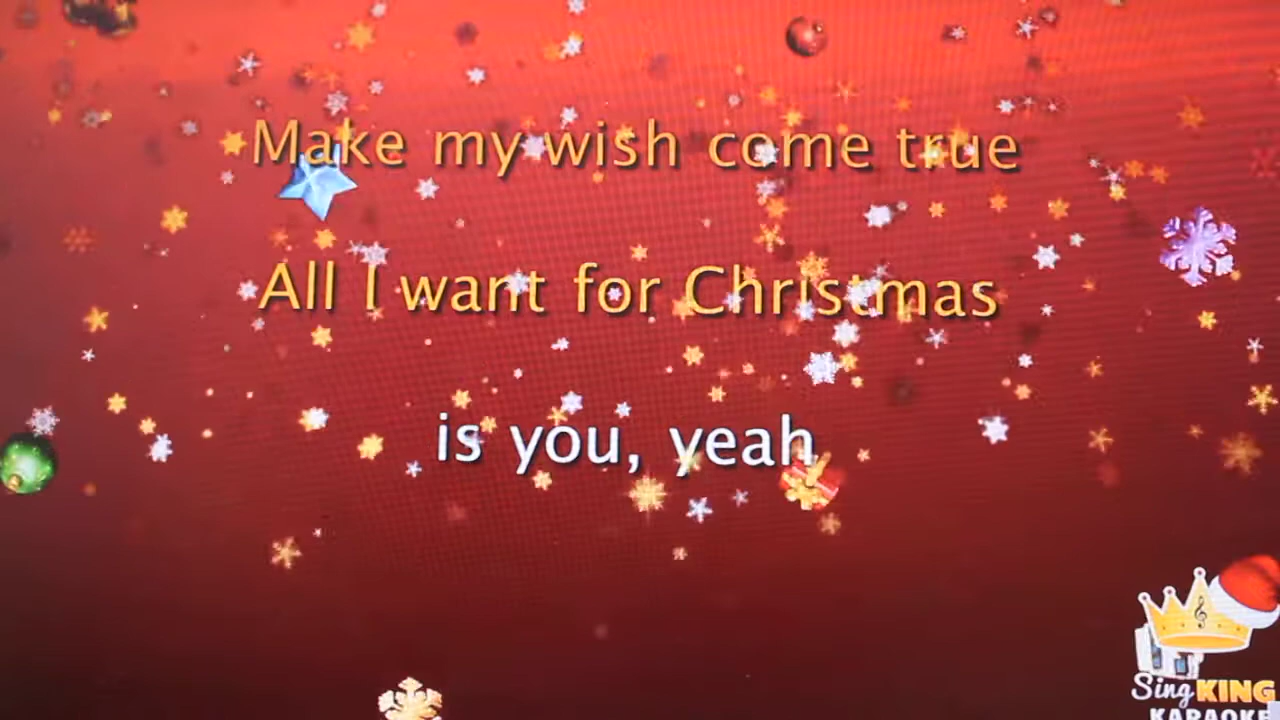 Make my wish come true
All I want for Christmas
is you, yeah
Sing KING
KARAOKE